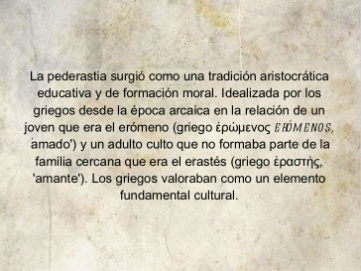 La pederastia surgió como una tradición aristocrática
educativa y de formación moral. Idealizada por los
griegos desde la época arcaica en la relación de un
joven que era el erómeno (griego ἐρώμενος ERÓMENOS,
'amado') y un adulto culto que no formaba parte de la
familia cercana que era el erastés (griego ἐραστής,
'amante'). Los griegos valoraban como un elemento
fundamental cultural.